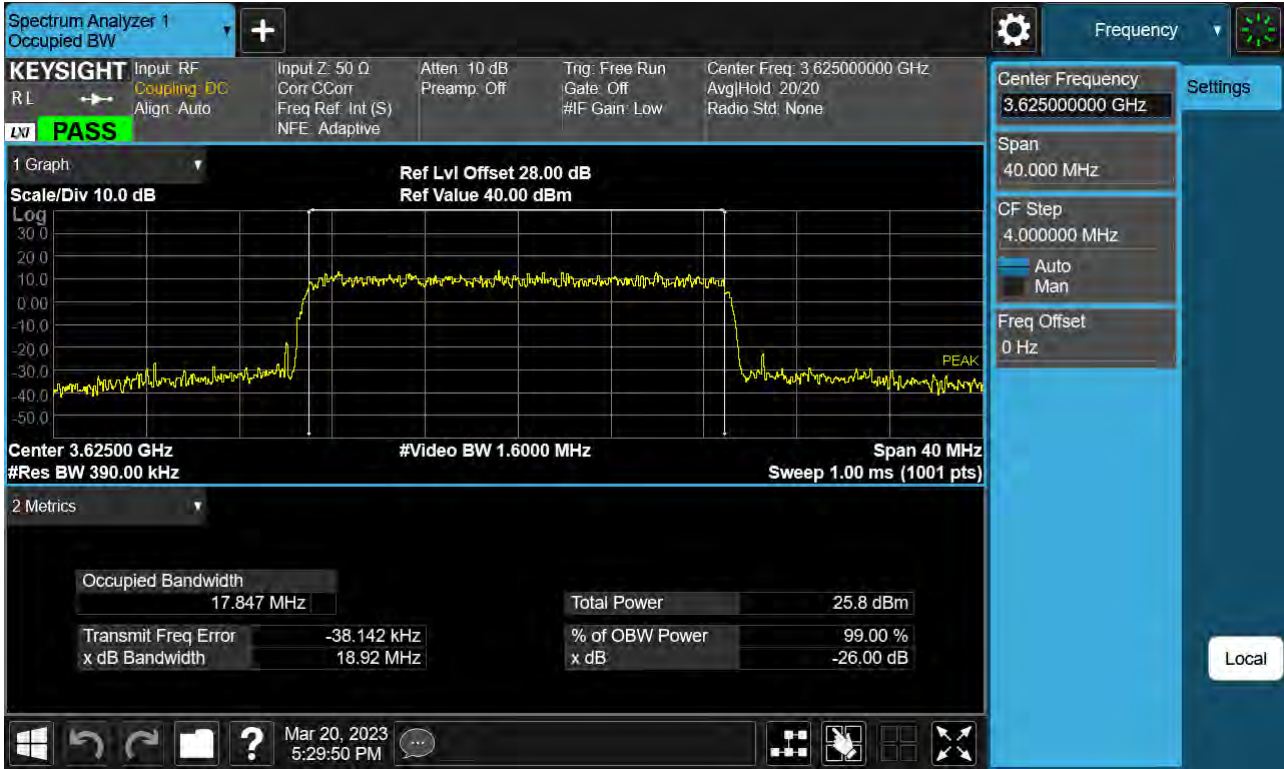 Spectrum Analyzer 1
Occupied BW
Frequency
KEYSIGHT
R L
LXI
PASS
Input: RF
Coupling: DC
Align: Auto
Input Z: 50 Ω
Corr CCorr
Freq Ref: Int (S)
NFE: Adaptive
Atten: 10 dB
Preamp: Off
Trig: Free Run
Gate: Off
#IF Gain: Low
Center Freq: 3.625000000 GHz
Avg|Hold: 20/20
Radio Std: None
Center Frequency
3.625000000 GHz
Settings
Span
40.000 MHz
CF Step
4.000000 MHz
Auto
Man
Freq Offset
0 Hz
Local
1 Graph
Scale/Div 10.0 dB
Ref Lvl Offset 28.00 dB
Ref Value 40.00 dBm
Log
30.0
20.0
10.0
0.00
-10.0
-20.0
-30.0
-40.0
-50.0
PEAK
Center 3.62500 GHz
#Video BW 1.6000 MHz
Span 40 MHz
#Res BW 390.00 kHz
Sweep 1.00 ms (1001 pts)
2 Metrics
Occupied Bandwidth
17.847 MHz
Total Power 25.8 dBm
Transmit Freq Error -38.142 kHz
% of OBW Power 99.00 %
x dB Bandwidth 18.92 MHz
x dB -26.00 dB
Mar 20, 2023
5:29:50 PM